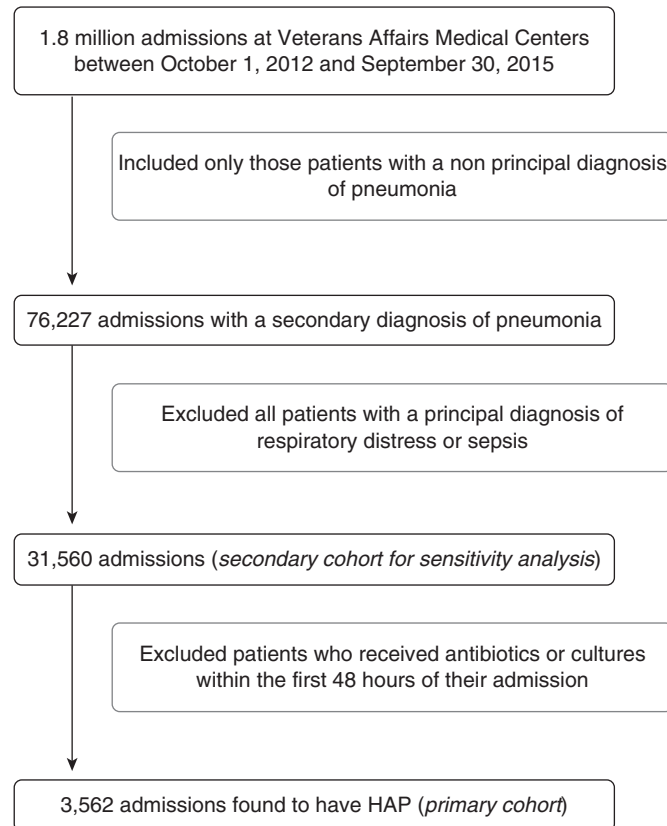 1.8 million admissions at Veterans Affairs Medical Centers
between October 1, 2012 and September 30, 2015
Included only those patients with a non principal diagnosis
of pneumonia
76,227 admissions with a secondary diagnosis of pneumonia
Excluded all patients with a principal diagnosis of
respiratory distress or sepsis
31,560 admissions (secondary cohort for sensitivity analysis)
Excluded patients who received antibiotics or cultures
within the first 48 hours of their admission
3,562 admissions found to have HAP (primary cohort)